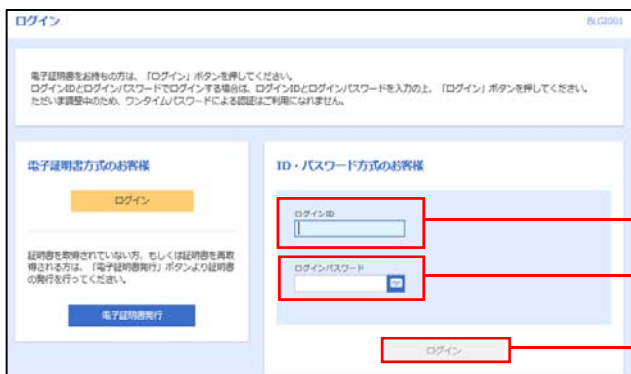 ログイン
BLGI001
電子証明書をお持ちの方は、「ログイン」ボタンを押してください。
ログインIDとログインパスワードでログインする場合は、ログインIDとログインパスワードを入力の上、「ログイン」ボタンを押してください。
ただいま調整中のため、ワンタイムパスワードによる認証はご利用になれません。
電子証明書方式のお客様
ログイン
証明書を取得されていない方、もしくは証明書を再取
得される方は、「電子証明書発行」ボタンより証明書
の発行を行ってください。
電子証明書発行
ID・パスワード方式のお客様
ログインID
ログインパスワード
ログイン